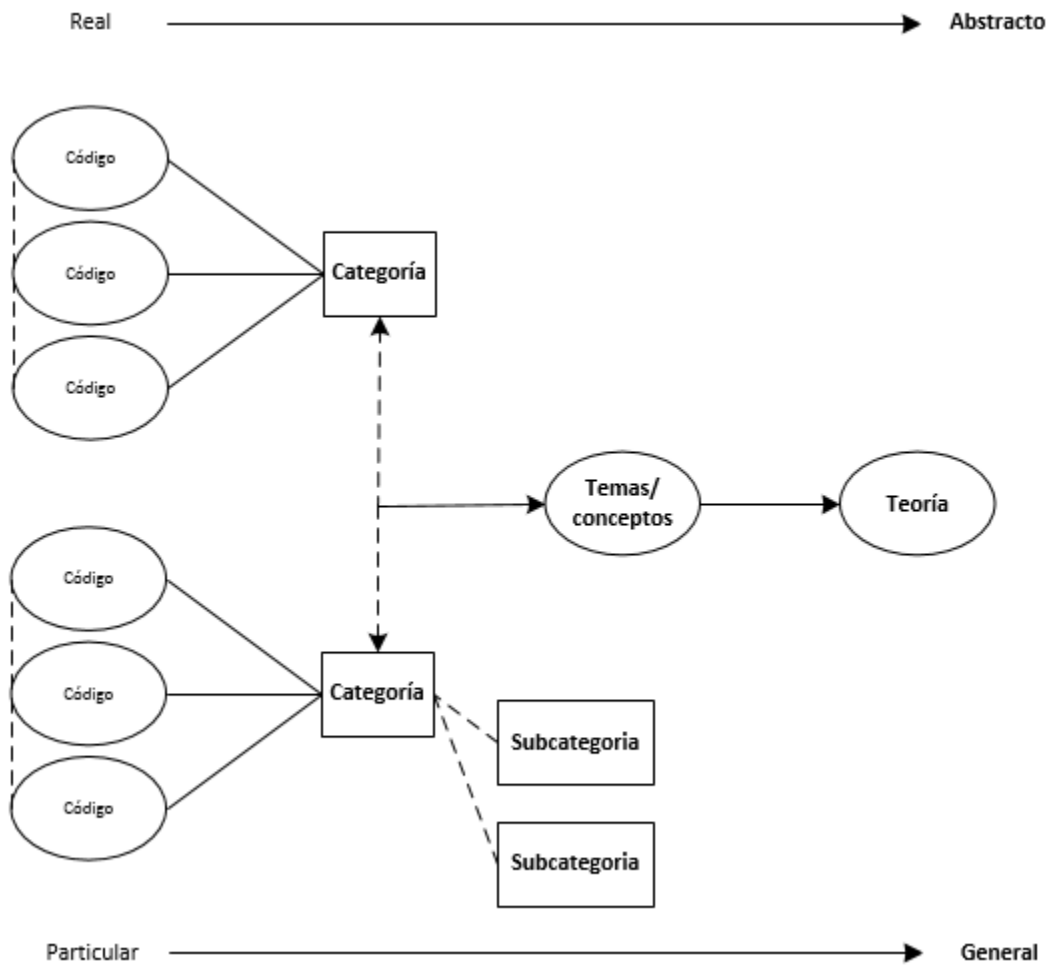 Real
Abstracto
Código
Código
Categoría
Código
Temas/
conceptos
Teoría
Código
Código
Categoría
Subcategoria
Código
Subcategoria
Particular
General